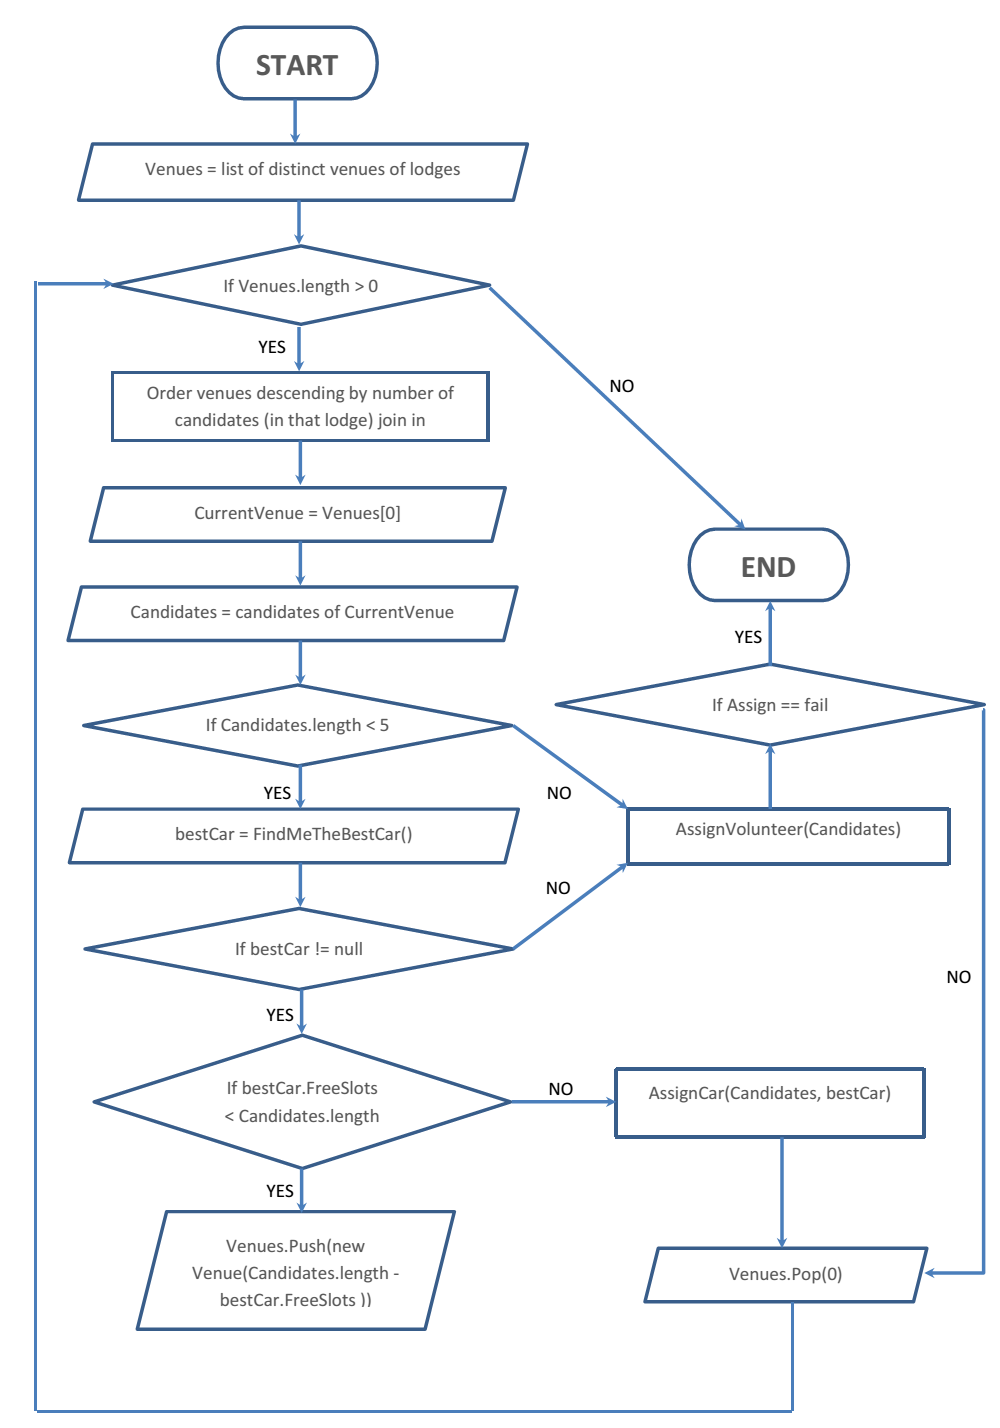 START
Venues = list of distinct venues of lodges
If Venues.length > 0
YES
NO
Order venues descending by number of
candidates (in that lodge) join in
CurrentVenue = Venues[0]
END
Candidates = candidates of CurrentVenue
YES
If Assign == fail
If Candidates.length < 5
YES
NO
AssignVolunteer(Candidates)
bestCar = FindMeTheBestCar()
NO
If bestCar != null
NO
YES
If bestCar.FreeSlots
< Candidates.length
NO
AssignCar(Candidates, bestCar)
YES
Venues.Push(new
Venue(Candidates.length -
bestCar.FreeSlots ))
Venues.Pop(0)